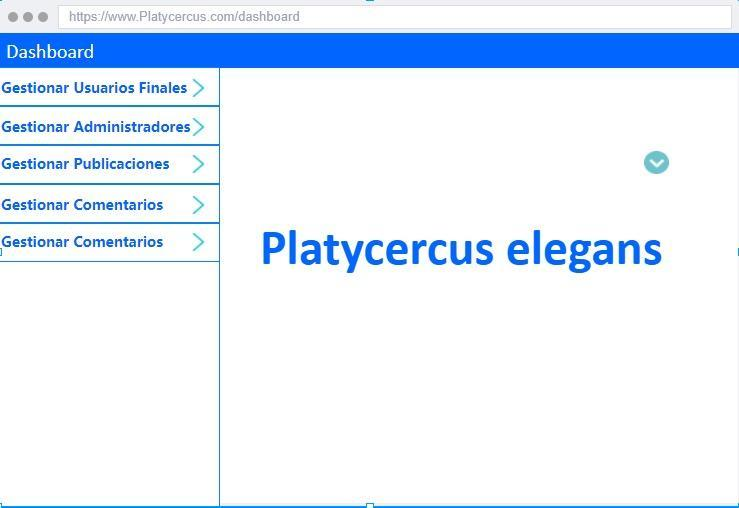 https://www.Platycercus.com/dashboard
Dashboard
Gestionar Usuarios Finales
Gestionar Administradores
Gestionar Publicaciones
Gestionar Comentarios
Gestionar Comentarios
Platycercus elegans